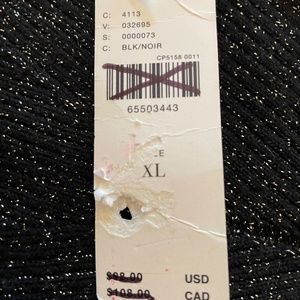 C: 4113
V: 032695
S: 0000073
C: BLK/NOIR
CP5158 0011
65503443
XL
$98.00 USD
$108.00 CAD